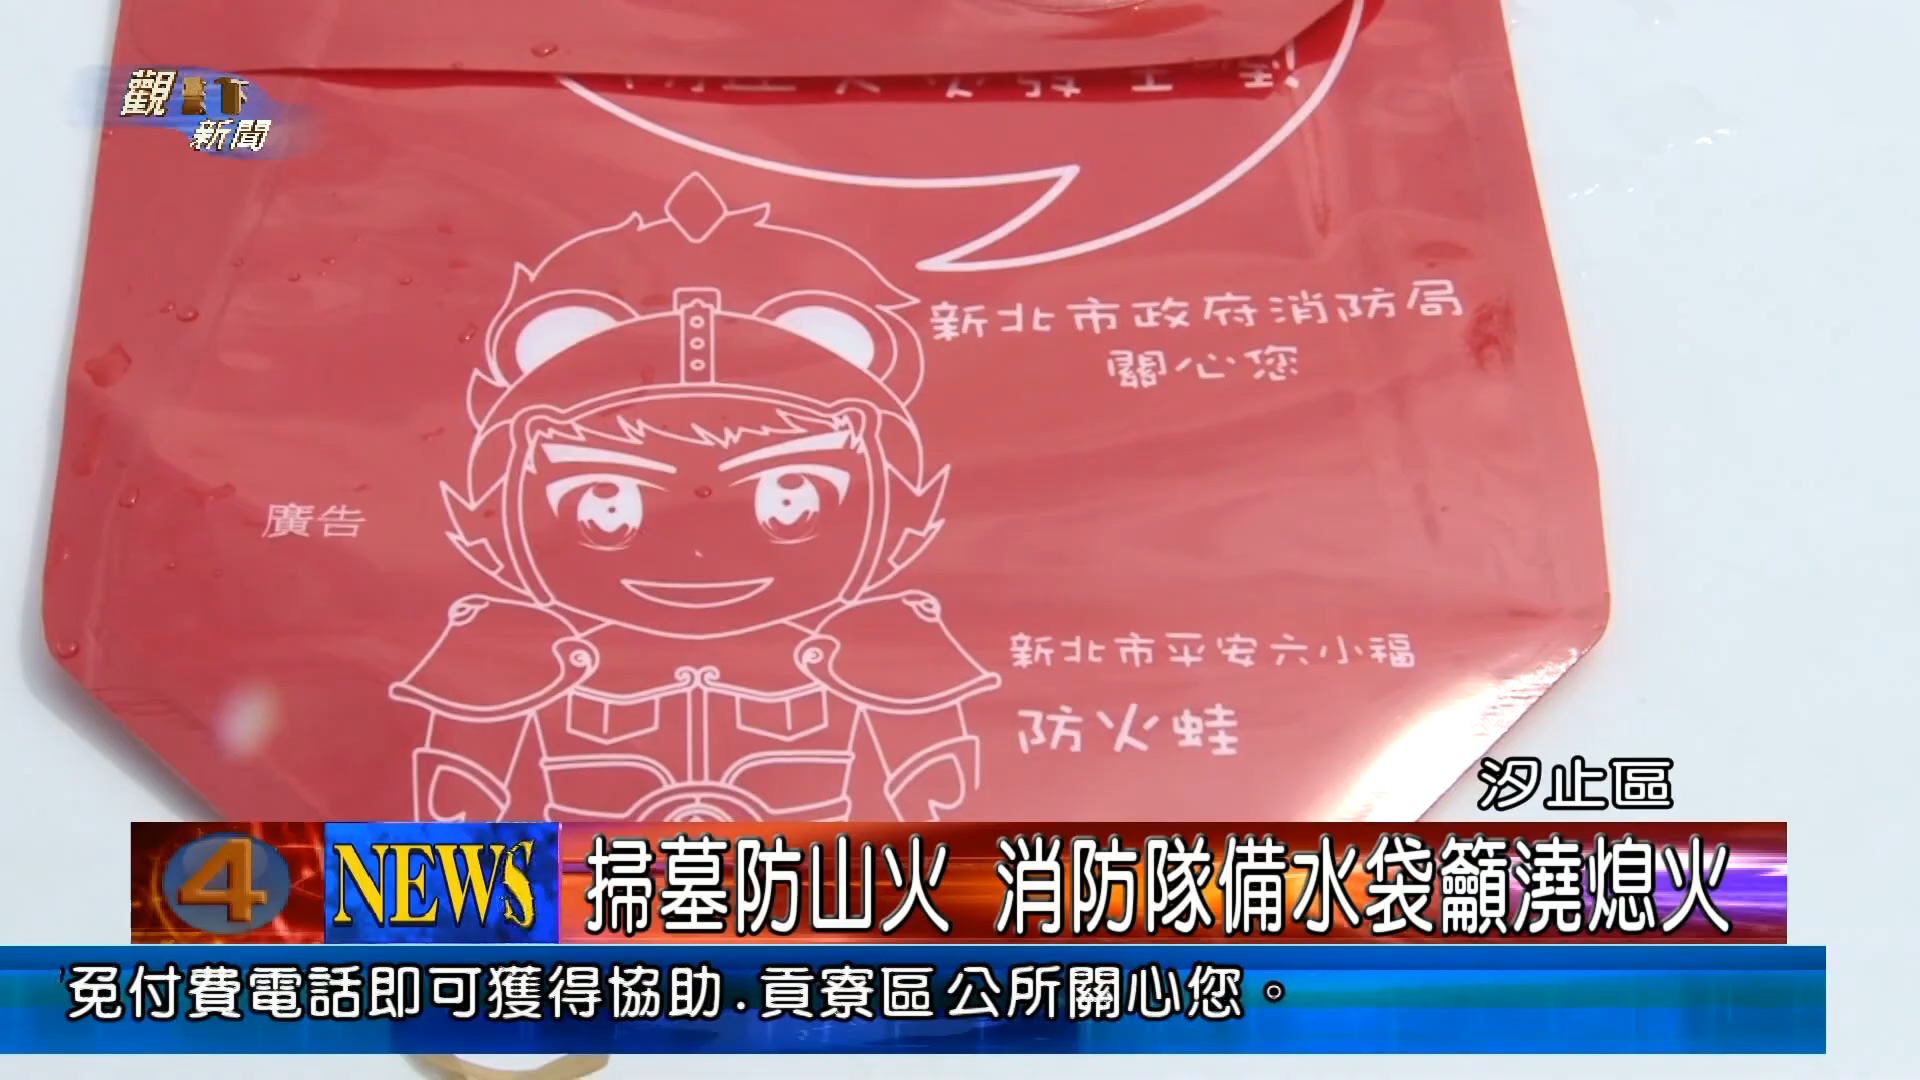 觀天下
新聞
新北市政府消防局
關心您
廣告
新北市平安六小福
防火蛙
汐止區
4 NEWS 掃墓防山火 消防隊備水袋籲澆熄火
免付費電話即可獲得協助.貢寮區公所關心您。